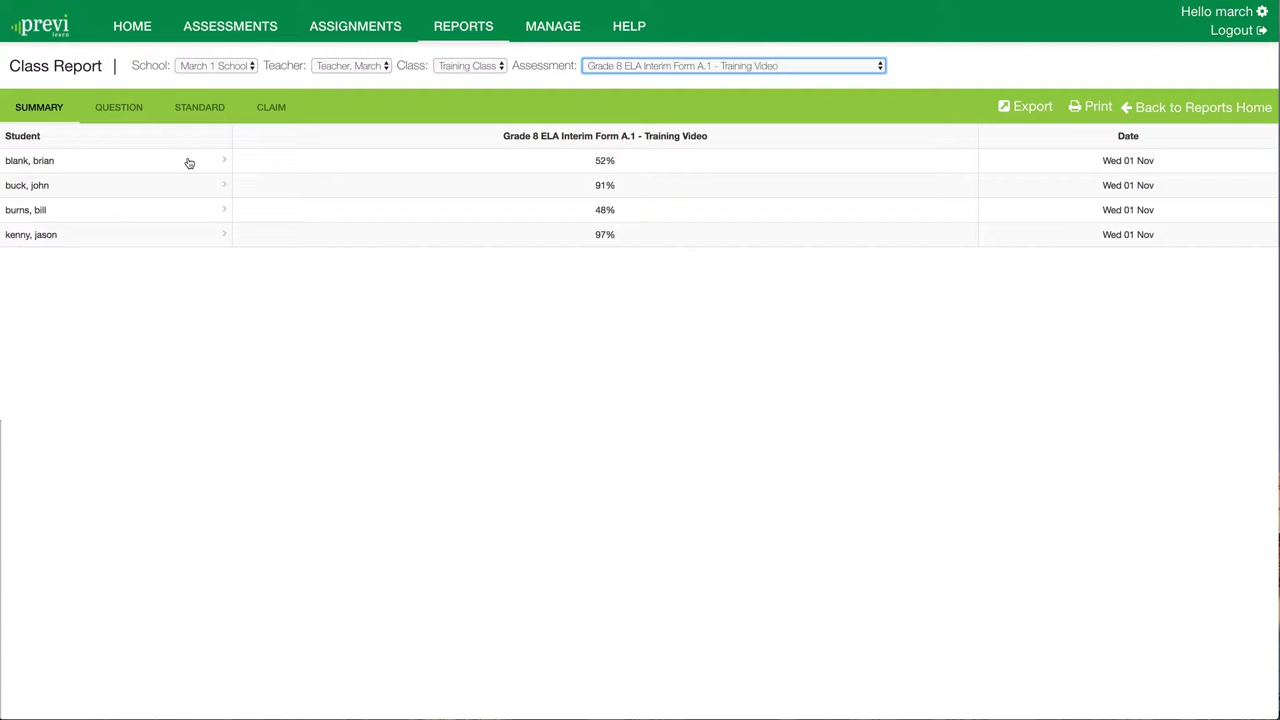 previ learn HOME ASSESSMENTS ASSIGNMENTS REPORTS MANAGE HELP Hello march
Logout
Class Report | School: March 1 School Teacher: Teacher, March Class: Training Class Assessment: Grade 8 ELA Interim Form A.1 - Training Video
SUMMARY QUESTION STANDARD CLAIM Export Print Back to Reports Home
Student Grade 8 ELA Interim Form A.1 - Training Video Date
blank, brian 52% Wed 01 Nov
buck, john 91% Wed 01 Nov
burns, bill 48% Wed 01 Nov
kenny, jason 97% Wed 01 Nov